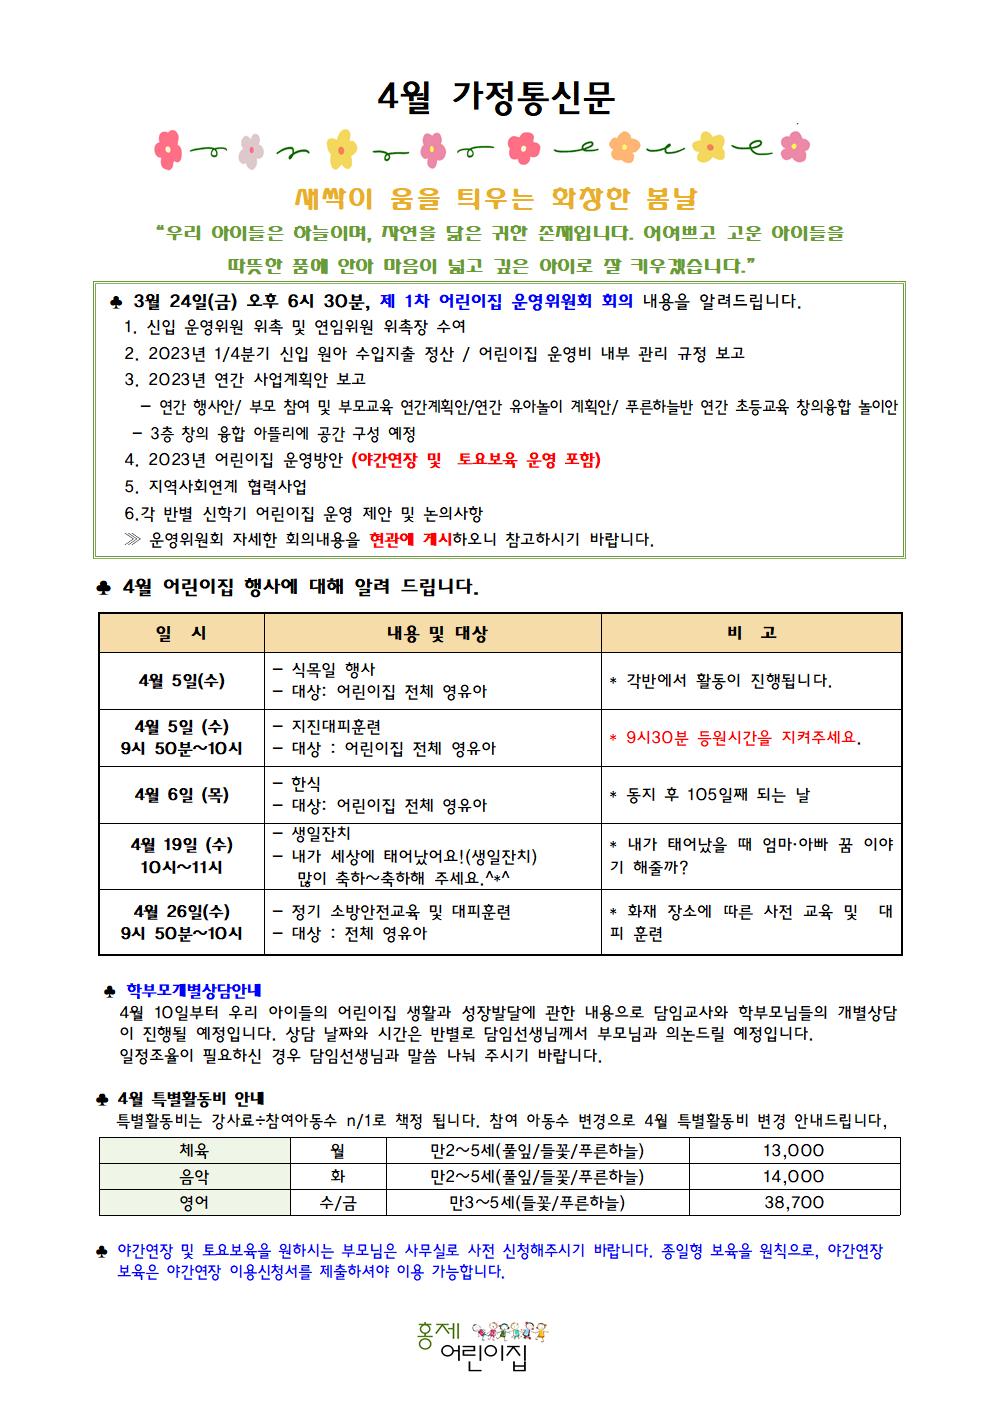 4월 가정통신문
새싹이 움을 틔우는 화창한 봄날
“우리 아이들은 하늘이며, 자연을 닮은 귀한 존재입니다. 어여쁘고 고운 아이들을
따뜻한 품에 안아 마음이 넓고 깊은 아이로 잘 키우겠습니다.”
♣ 3월 24일(금) 오후 6시 30분, 제 1차 어린이집 운영위원회 회의 내용을 알려드립니다.
1. 신입 운영위원 위촉 및 연임위원 위촉장 수여
2. 2023년 1/4분기 신입 원아 수입지출 정산 / 어린이집 운영비 내부 관리 규정 보고
3. 2023년 연간 사업계획안 보고
- 연간 행사안/ 부모 참여 및 부모교육 연간계획안/연간 유아놀이 계획안/ 푸른하늘반 연간 초등교육 창의융합 놀이안
- 3층 창의 융합 아뜰리에 공간 구성 예정
4. 2023년 어린이집 운영방안 (야간연장 및 토요보육 운영 포함)
5. 지역사회연계 협력사업
6.각 반별 신학기 어린이집 운영 제안 및 논의사항
⨠ 운영위원회 자세한 회의내용을 현관에 게시하오니 참고하시기 바랍니다.
♣ 4월 어린이집 행사에 대해 알려 드립니다.
일 시 내용 및 대상 비 고
4월 5일(수)
- 식목일 행사
- 대상: 어린이집 전체 영유아
* 각반에서 활동이 진행됩니다.
4월 5일 (수)
9시 50분~10시
- 지진대피훈련
- 대상 : 어린이집 전체 영유아
* 9시30분 등원시간을 지켜주세요.
4월 6일 (목)
- 한식
- 대상: 어린이집 전체 영유아
* 동지 후 105일째 되는 날
4월 19일 (수)
10시~11시
- 생일잔치
- 내가 세상에 태어났어요!(생일잔치)
많이 축하~축하해 주세요.^*^
* 내가 태어났을 때 엄마·아빠 꿈 이야
기 해줄까?
4월 26일(수)
9시 50분~10시
- 정기 소방안전교육 및 대피훈련
- 대상 : 전체 영유아
* 화재 장소에 따른 사전 교육 및 대
피 훈련
♣ 학부모개별상담안내
4월 10일부터 우리 아이들의 어린이집 생활과 성장발달에 관한 내용으로 담임교사와 학부모님들의 개별상담
이 진행될 예정입니다. 상담 날짜와 시간은 반별로 담임선생님께서 부모님과 의논드릴 예정입니다.
일정조율이 필요하신 경우 담임선생님과 말씀 나눠 주시기 바랍니다.
♣ 4월 특별활동비 안내
특별활동비는 강사료÷참여아동수 n/1로 책정 됩니다. 참여 아동수 변경으로 4월 특별활동비 변경 안내드립니다,
체육 월 만2~5세(풀잎/들꽃/푸른하늘) 13,000
음악 화 만2~5세(풀잎/들꽃/푸른하늘) 14,000
영어 수/금 만3~5세(들꽃/푸른하늘) 38,700
♣ 야간연장 및 토요보육을 원하시는 부모님은 사무실로 사전 신청해주시기 바랍니다. 종일형 보육을 원칙으로, 야간연장
보육은 야간연장 이용신청서를 제출하셔야 이용 가능합니다.
홍제
어린이집